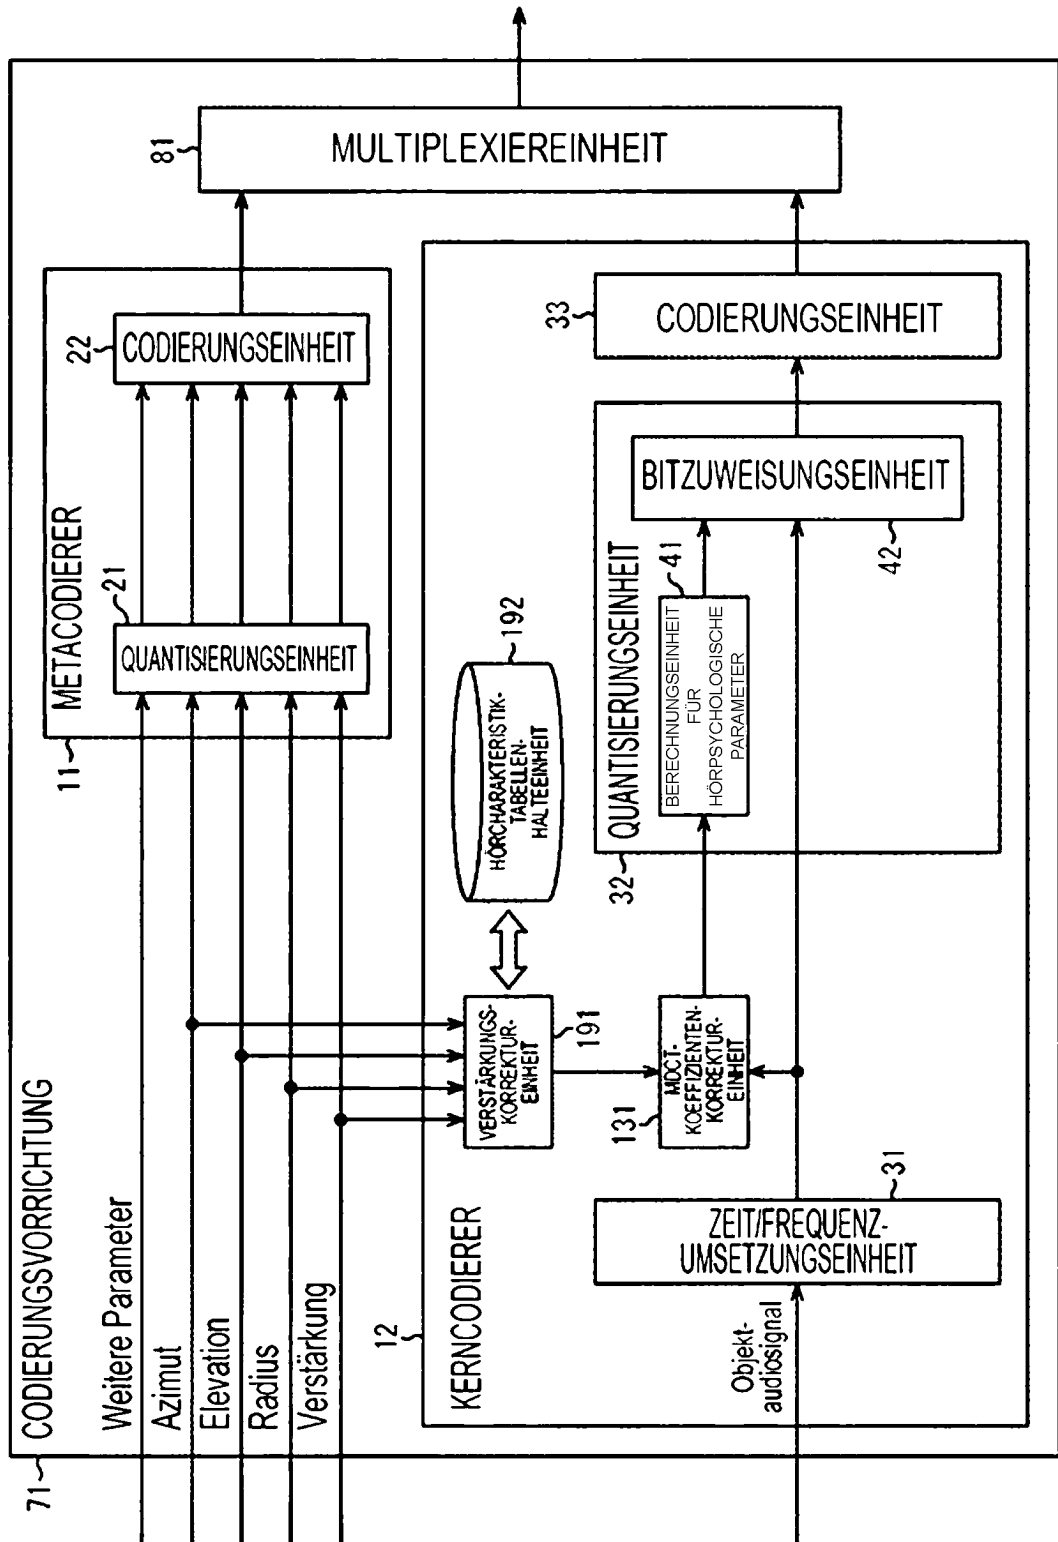 71
CODIERUNGSVORRICHTUNG
Weitere Parameter
Azimut
Elevation
Radius
Verstärkung
11
METACODIERER
21
QUANTISIERUNGSEINHEIT
22
CODIERUNGSEINHEIT
81
MULTIPLEXIEREINHEIT
12
KERNCODIERER
Objekt-
audiosignal
31
ZEIT/FREQUENZ-
UMSETZUNGSEINHEIT
VERSTÄRKUNGS-
KORREKTUR-
EINHEIT
191
HÖRCHARAKTERISTIK-
TABELLEN-
HALTEEINHEIT
192
131
MDCT-
KOEFFIZIENTEN-
KORREKTUR-
EINHEIT
32
QUANTISIERUNGSEINHEIT
BERECHNUNGSEINHEIT
FÜR
HÖRPSYCHOLOGISCHE
PARAMETER
41
BITZUWEISUNGSEINHEIT
42
33
CODIERUNGSEINHEIT